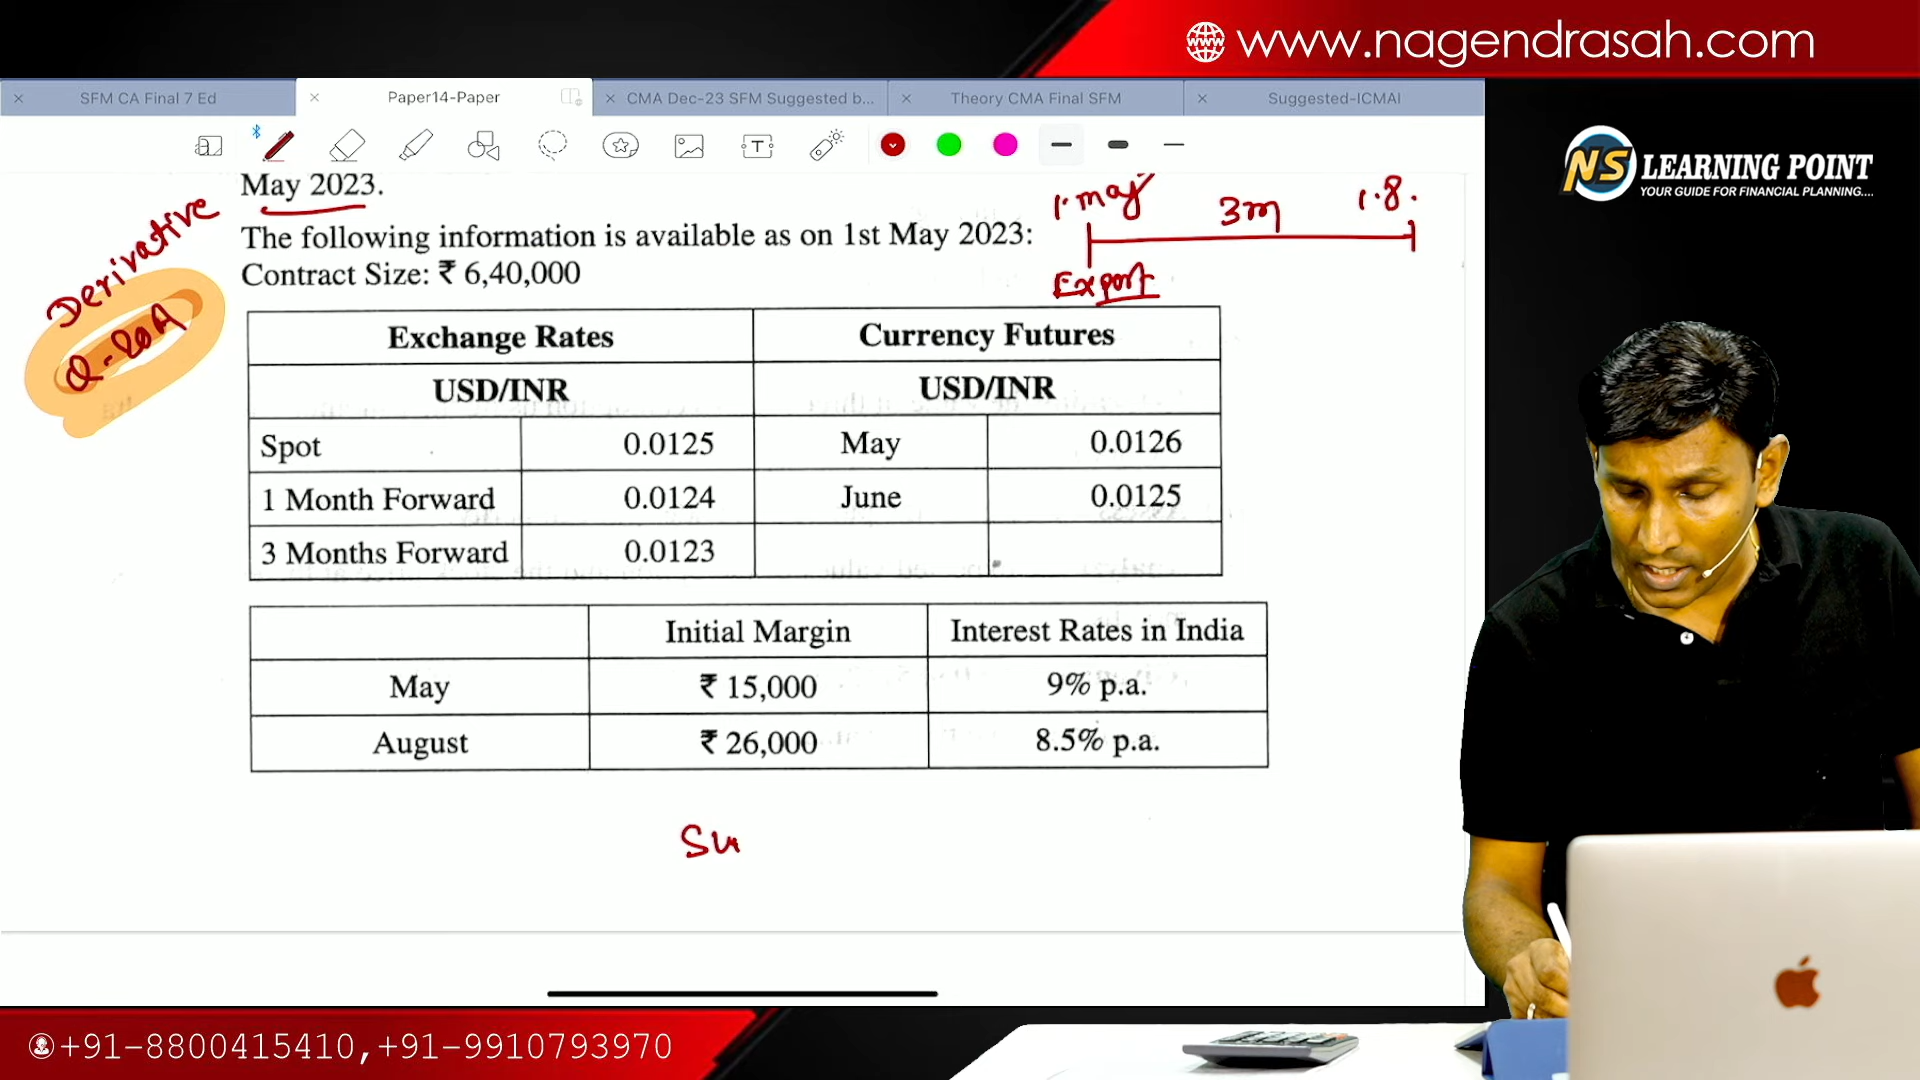 www.nagendrasah.com
SFM CA Final 7 Ed
Paper14-Paper
CMA Dec-23 SFM Suggested b...
Theory CMA Final SFM
Suggested-ICMAI
NS LEARNING POINT
YOUR GUIDE FOR FINANCIAL PLANNING....
May 2023.
1. may 3m 1.8.
The following information is available as on 1st May 2023:
Contract Size: ₹ 6,40,000
Export
Derivative
Q-20A
Exchange Rates Currency Futures
USD/INR USD/INR
Spot 0.0125 May 0.0126
1 Month Forward 0.0124 June 0.0125
3 Months Forward 0.0123
Initial Margin Interest Rates in India
May ₹ 15,000 9% p.a.
August ₹ 26,000 8.5% p.a.
Su
+91-8800415410,+91-9910793970